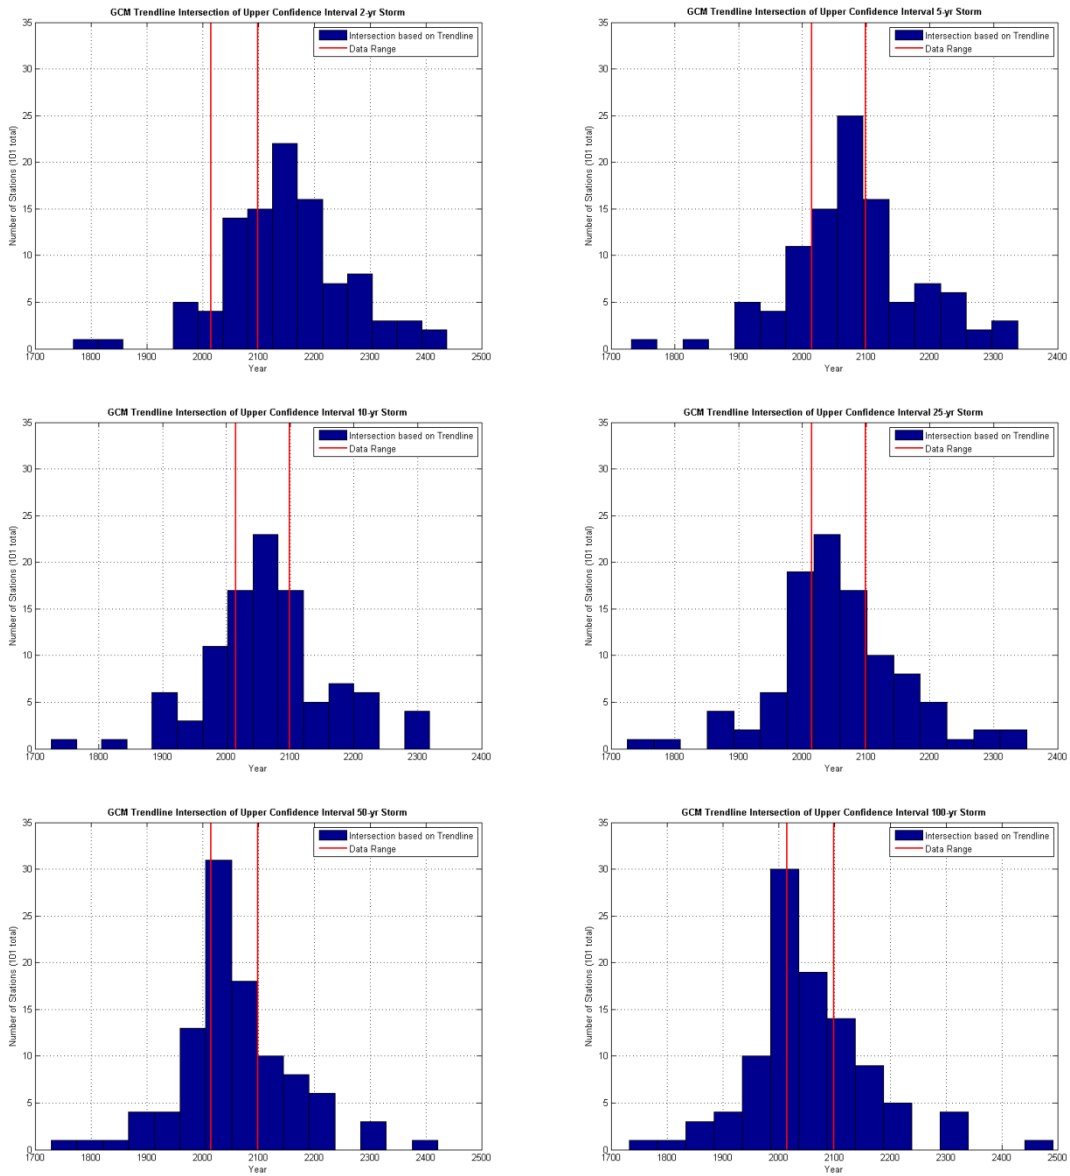 GCM Trendline Intersection of Upper Confidence Interval 2-yr Storm
Intersection based on Trendline
Data Range
Number of Stations (101 total)
35
30
25
20
15
10
5
0
1700 1800 1900 2000 2100 2200 2300 2400 2500
Year
GCM Trendline Intersection of Upper Confidence Interval 5-yr Storm
Intersection based on Trendline
Data Range
Number of Stations (101 total)
35
30
25
20
15
10
5
0
1700 1800 1900 2000 2100 2200 2300 2400
Year
GCM Trendline Intersection of Upper Confidence Interval 10-yr Storm
Intersection based on Trendline
Data Range
Number of Stations (101 total)
35
30
25
20
15
10
5
0
1700 1800 1900 2000 2100 2200 2300 2400
Year
GCM Trendline Intersection of Upper Confidence Interval 25-yr Storm
Intersection based on Trendline
Data Range
Number of Stations (101 total)
35
30
25
20
15
10
5
0
1700 1800 1900 2000 2100 2200 2300 2400
Year
GCM Trendline Intersection of Upper Confidence Interval 50-yr Storm
Intersection based on Trendline
Data Range
Number of Stations (101 total)
35
30
25
20
15
10
5
0
1700 1800 1900 2000 2100 2200 2300 2400 2500
Year
GCM Trendline Intersection of Upper Confidence Interval 100-yr Storm
Intersection based on Trendline
Data Range
Number of Stations (101 total)
35
30
25
20
15
10
5
0
1700 1800 1900 2000 2100 2200 2300 2400 2500
Year